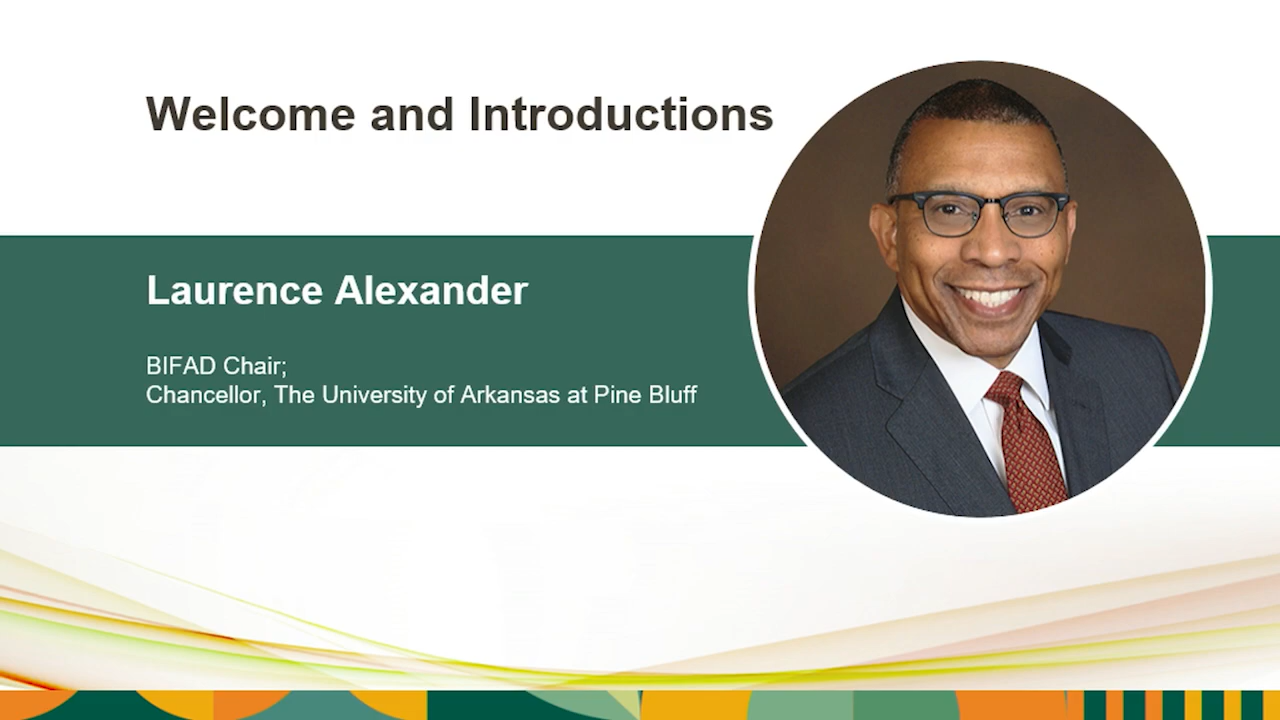 Welcome and Introductions
Laurence Alexander
BIFAD Chair;
Chancellor, The University of Arkansas at Pine Bluff